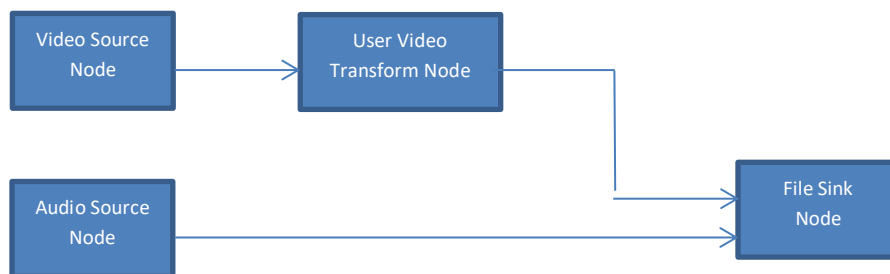 Video Source
Node
User Video
Transform Node
Audio Source
Node
File Sink
Node